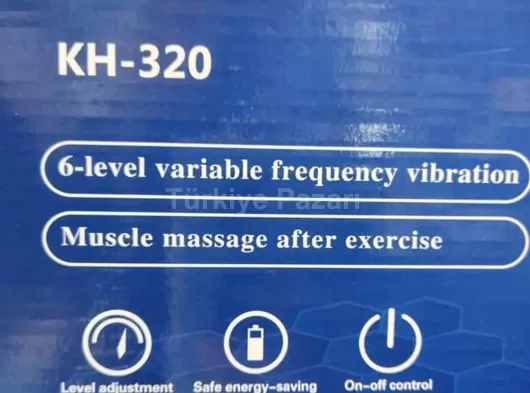 KH-320
6-level variable frequency vibration
Türkiye Pazarı
Muscle massage after exercise
Level adjustment Safe energy-saving On-off control